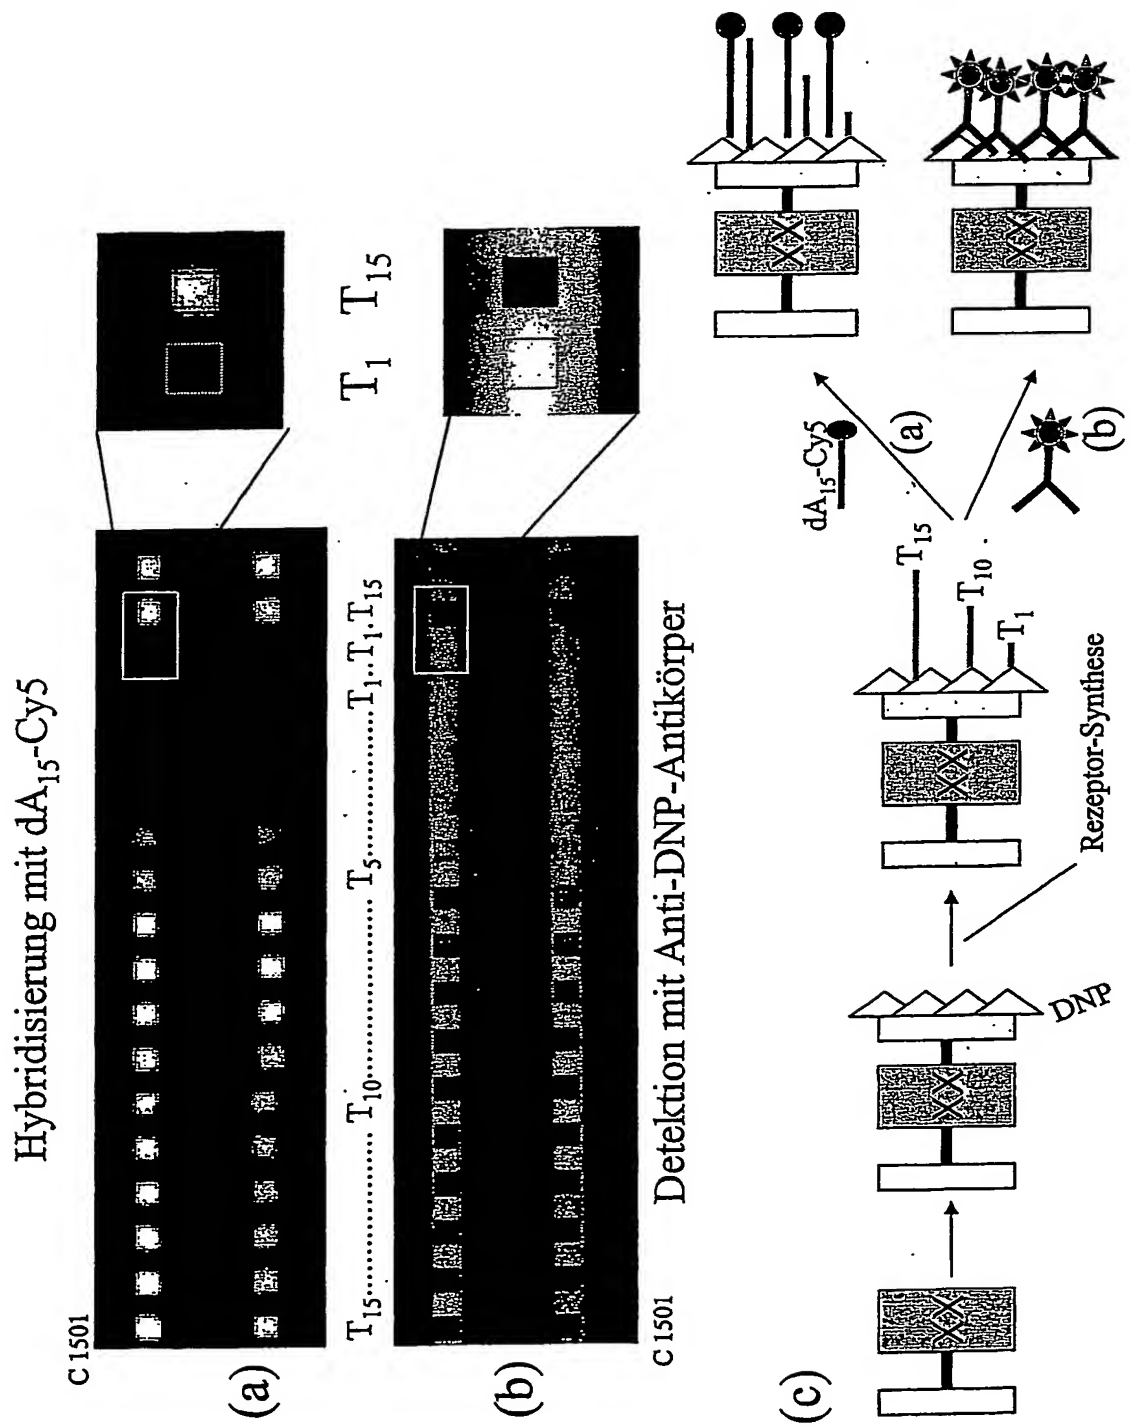 Hybridisierung mit dA15-Cy5
C 1501
(a)
T15..............T10..............T5..............T1..T1.T15
T1 T15
(b)
C 1501
Detektion mit Anti-DNP-Antikörper
(c)
DNP
Rezeptor-Synthese
T15
T10
T1
dA15-Cy5
(a)
(b)